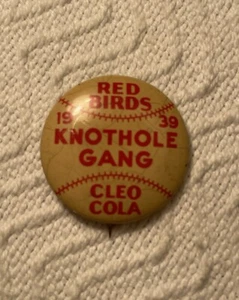 RED
BIRDS
19 39
KNOTHOLE
GANG
CLEO
COLA